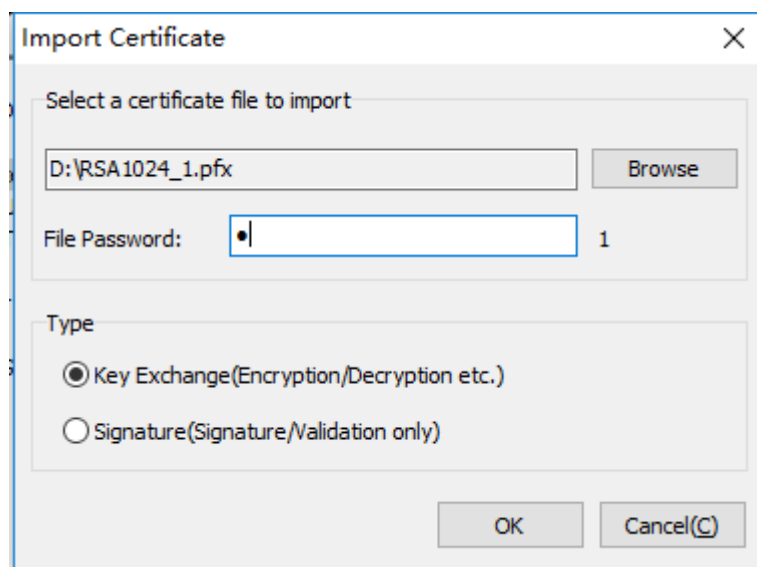 Import Certificate
Select a certificate file to import
D:\RSA1024_1.pfx
Browse
File Password:
●
1
Type
Key Exchange(Encryption/Decryption etc.)
Signature(Signature/Validation only)
OK
Cancel(C)